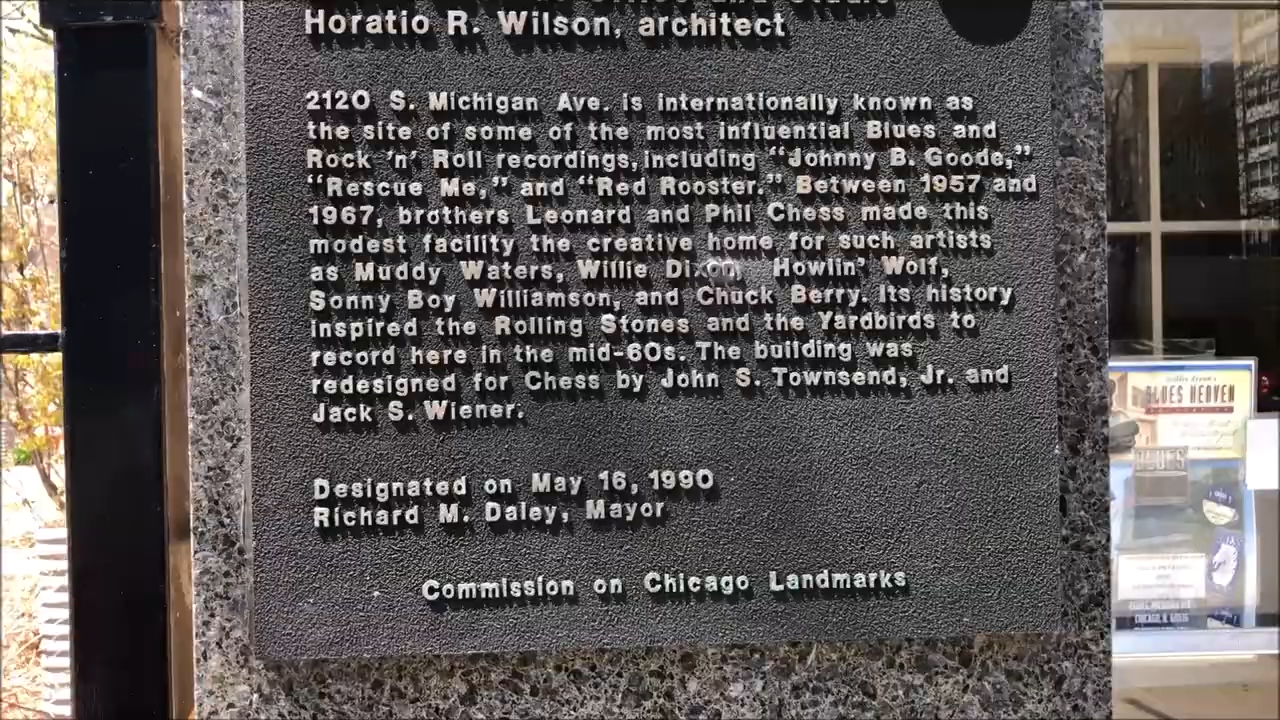 Horatio R. Wilson, architect
2120 S. Michigan Ave. is internationally known as
the site of some of the most influential Blues and
Rock 'n' Roll recordings, including "Johnny B. Goode,"
"Rescue Me," and "Red Rooster." Between 1957 and
1967, brothers Leonard and Phil Chess made this
modest facility the creative home for such artists
as Muddy Waters, Willie Dixon, Howlin' Wolf,
Sonny Boy Williamson, and Chuck Berry. Its history
inspired the Rolling Stones and the Yardbirds to
record here in the mid-60s. The building was
redesigned for Chess by John S. Townsend, Jr. and
Jack S. Wiener.
Designated on May 16, 1990
Richard M. Daley, Mayor
Commission on Chicago Landmarks
BLUES HEAVEN
BLUES